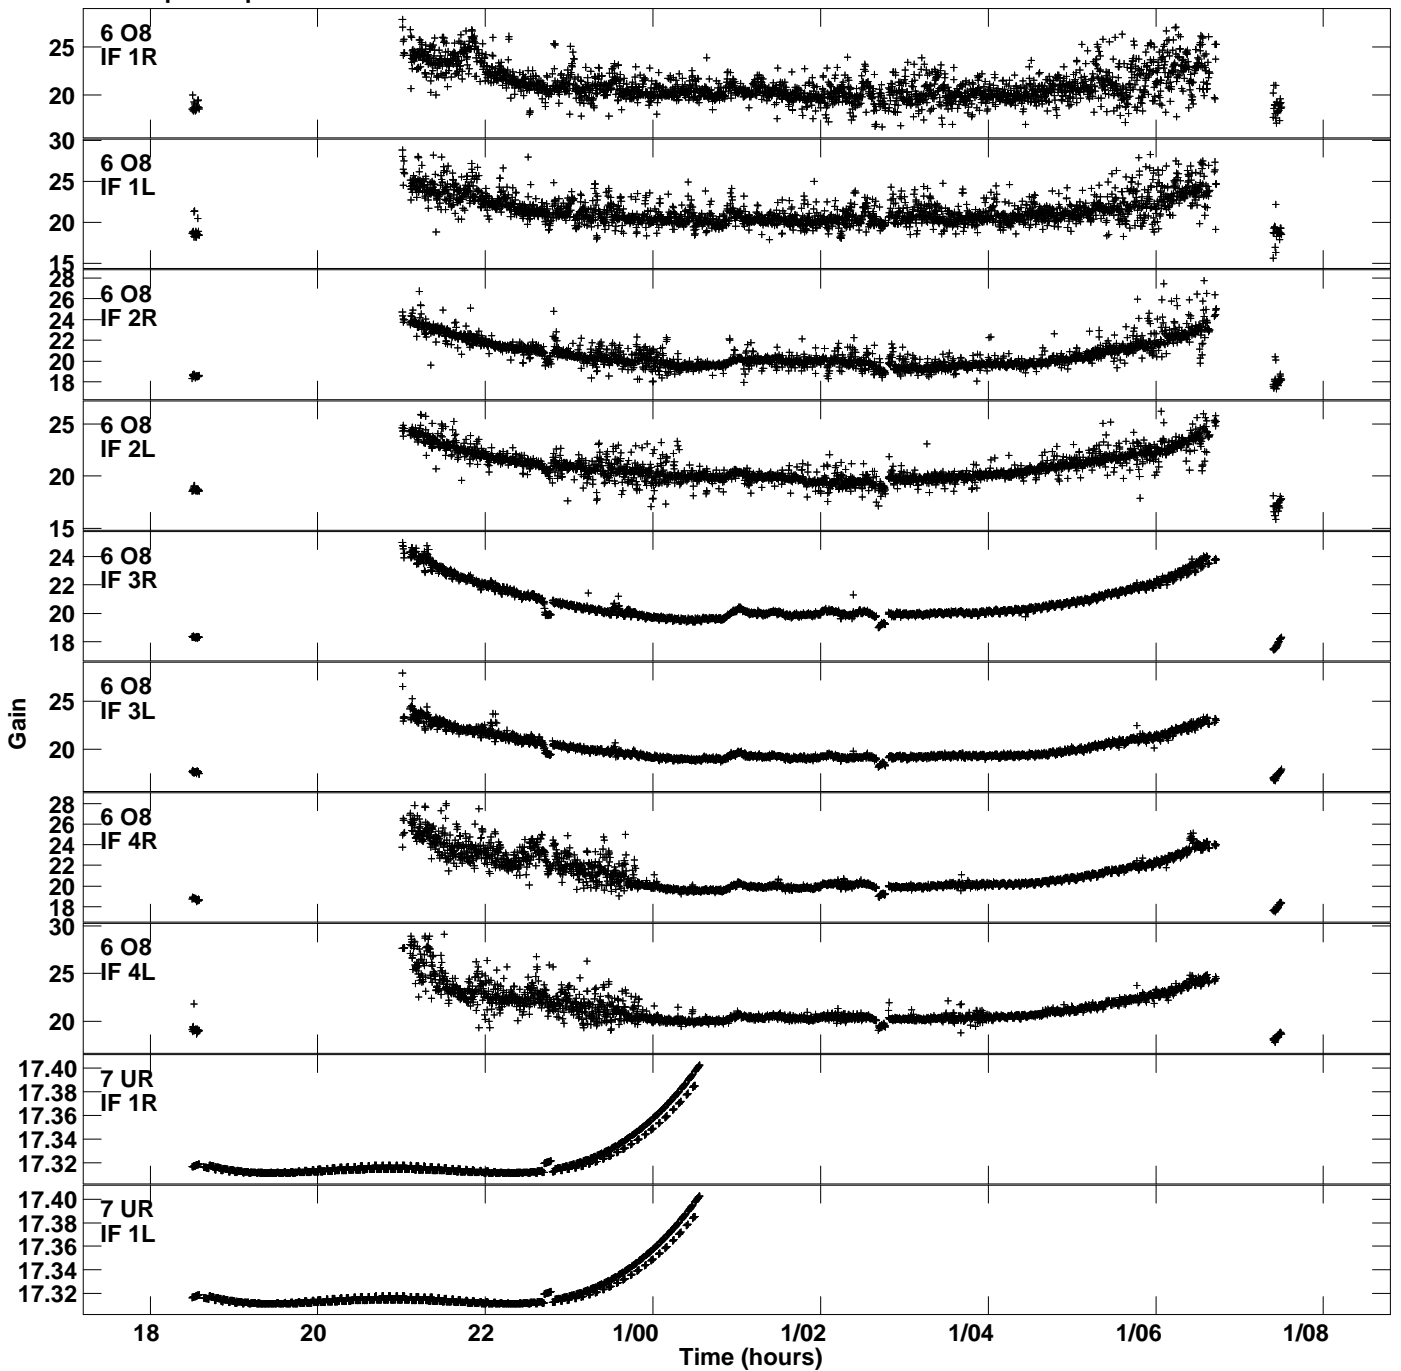 6 O8
IF 1R
25
20
30
6 O8
IF 1L
25
20
15
28
6 O8
26
IF 2R
24
22
20
18
6 O8
IF 2L
25
20
15
6 O8
IF 3R
24
22
20
18
6 O8
IF 3L
25
20
28
6 O8
26
IF 4R
24
22
20
18
30
6 O8
IF 4L
25
20
17.40
7 UR
IF 1R
17.38
17.36
17.34
17.32
17.40
7 UR
IF 1L
17.38
17.36
17.34
17.32
Gain
18 20 22 1/00 1/02 1/04 1/06 1/08
Time (hours)